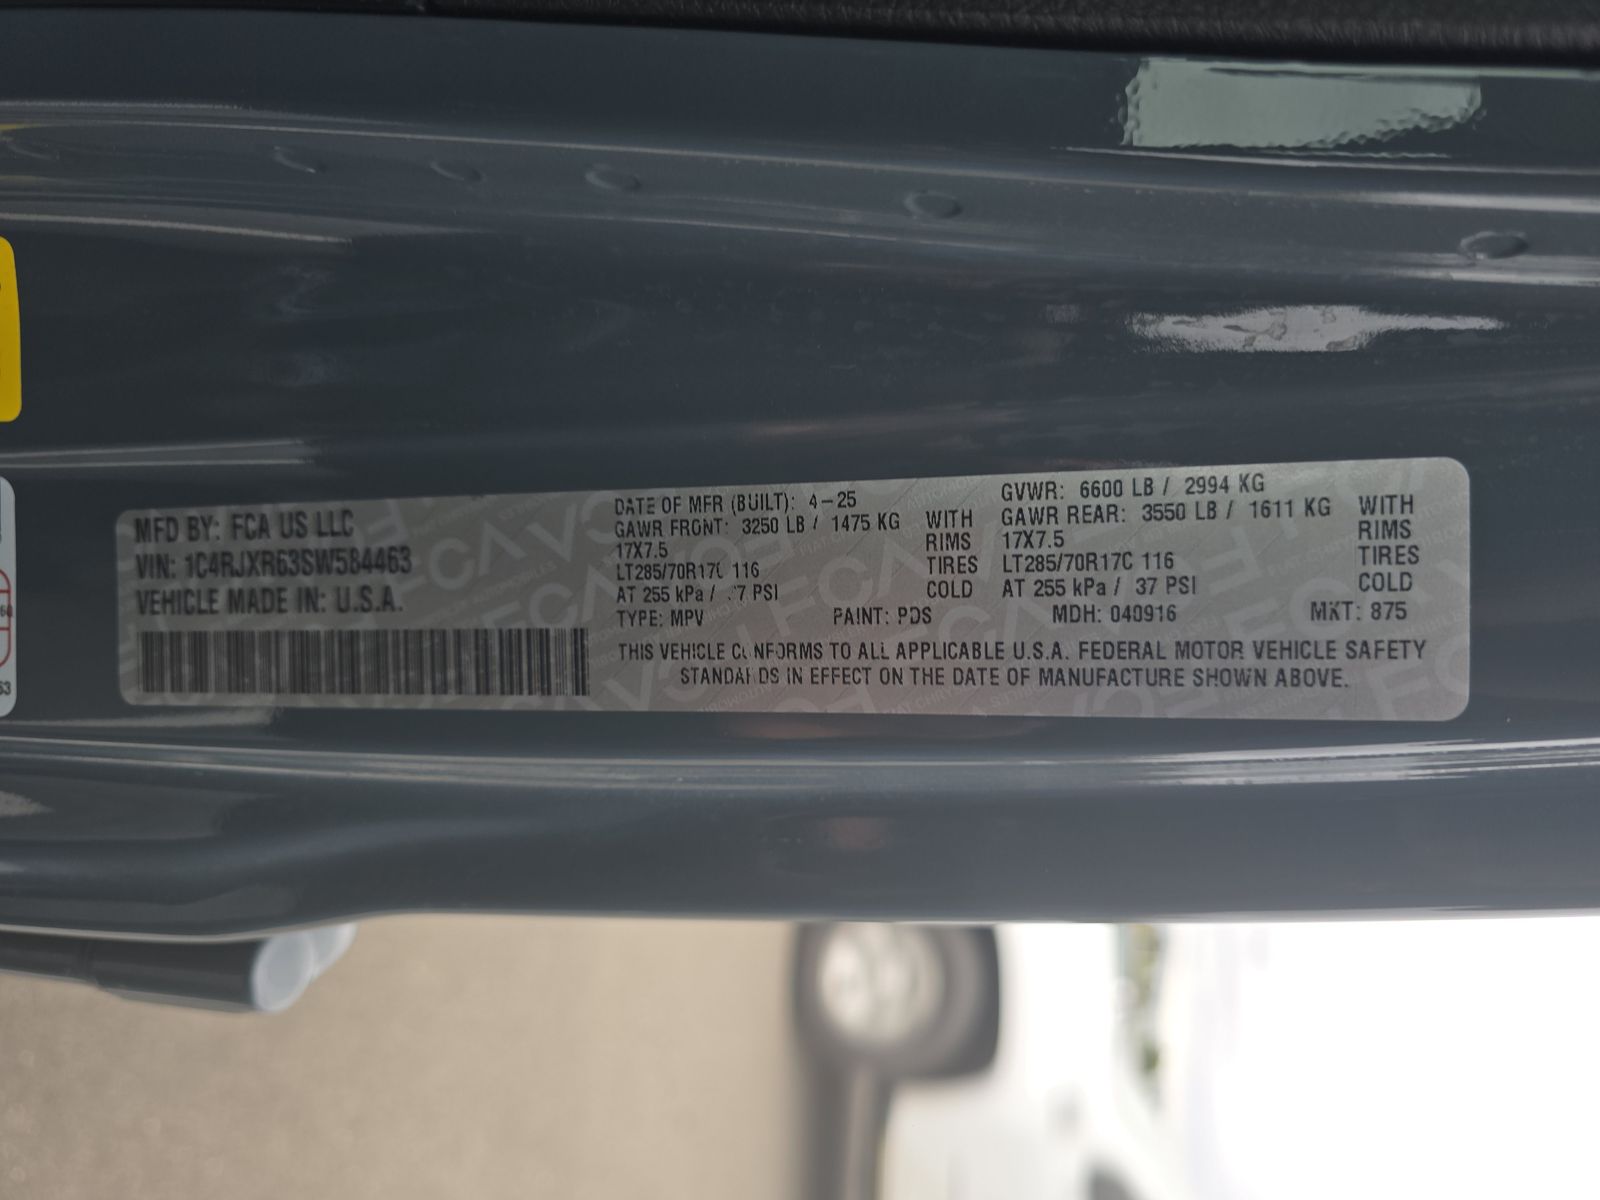 MFD BY: FCA US LLC
VIN: 1C4RJXR63SW584463
VEHICLE MADE IN: U.S.A.
DATE OF MFR (BUILT): 4-25
GAWR FRONT: 3250 LB / 1475 KG WITH
17X7.5 RIMS
LT285/70R17C 116 TIRES
AT 255 kPa / 37 PSI COLD
GVWR: 6600 LB / 2994 KG
GAWR REAR: 3550 LB / 1611 KG WITH
17X7.5 RIMS
LT285/70R17C 116 TIRES
AT 255 kPa / 37 PSI COLD
TYPE: MPV PAINT: PDS MDH: 040916 MKT: 875
THIS VEHICLE CONFORMS TO ALL APPLICABLE U.S.A. FEDERAL MOTOR VEHICLE SAFETY
STANDARDS IN EFFECT ON THE DATE OF MANUFACTURE SHOWN ABOVE.